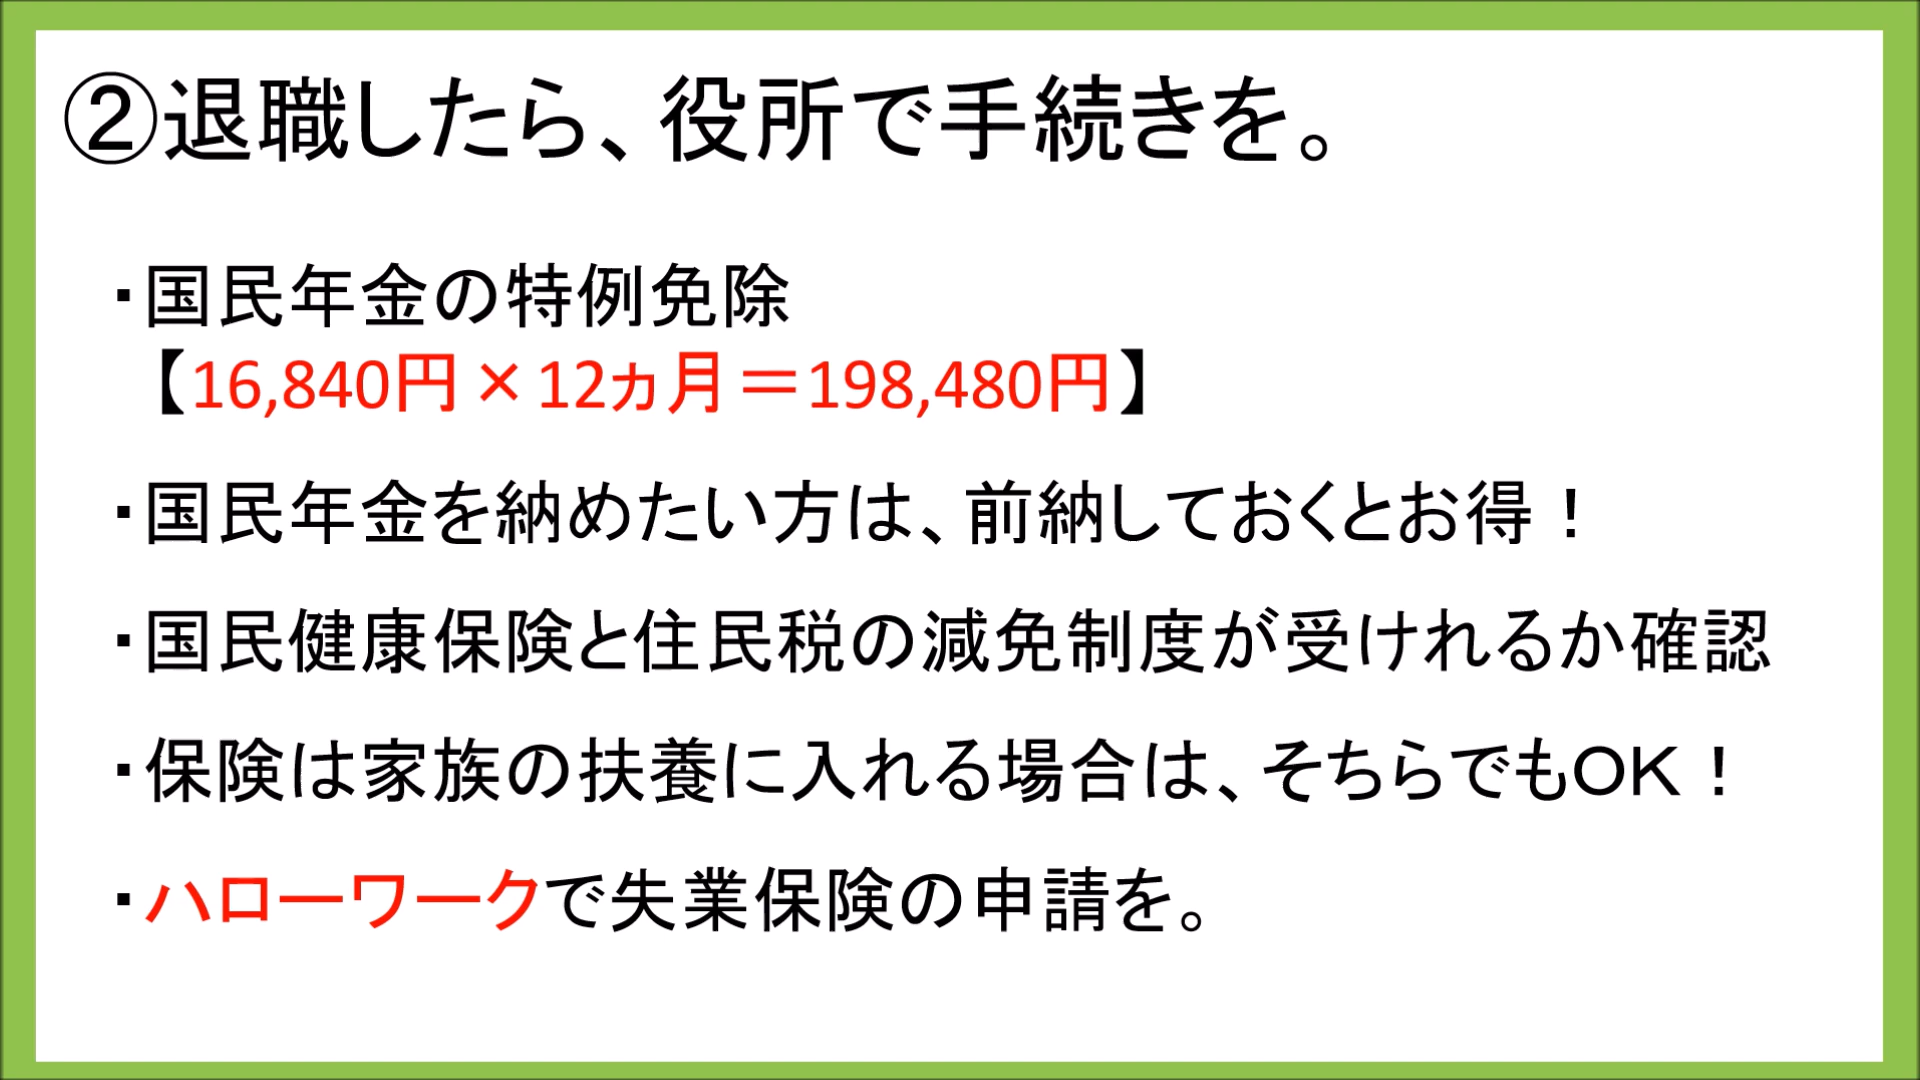 ②退職したら、役所で手続きを。
・国民年金の特例免除
【16,840円×12ヵ月＝198,480円】
・国民年金を納めたい方は、前納しておくとお得！
・国民健康保険と住民税の減免制度が受けれるか確認
・保険は家族の扶養に入れる場合は、そちらでもOK！
・ハローワークで失業保険の申請を。